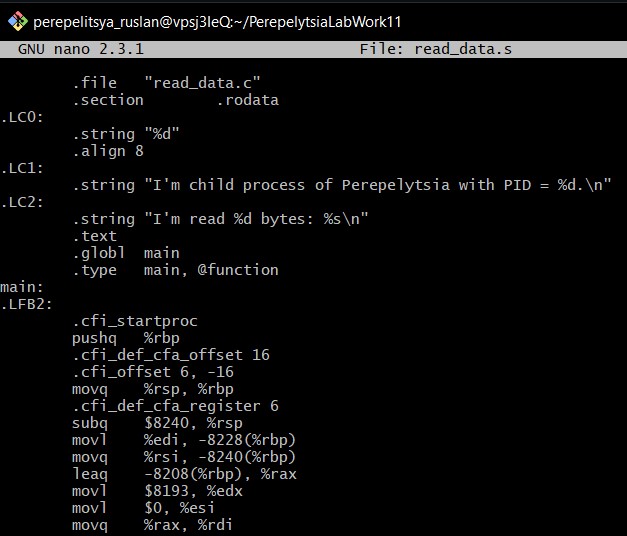 perepelitsya_ruslan@vpsj3leQ:~/PerepelytsiaLabWork11
GNU nano 2.3.1 File: read_data.s
.file "read_data.c"
.section .rodata
.LC0:
.string "%d"
.align 8
.LC1:
.string "I'm child process of Perepelytsia with PID = %d.\n"
.LC2:
.string "I'm read %d bytes: %s\n"
.text
.globl main
.type main, @function
main:
.LFB2:
.cfi_startproc
pushq %rbp
.cfi_def_cfa_offset 16
.cfi_offset 6, -16
movq %rsp, %rbp
.cfi_def_cfa_register 6
subq $8240, %rsp
movl %edi, -8228(%rbp)
movq %rsi, -8240(%rbp)
leaq -8208(%rbp), %rax
movl $8193, %edx
movl $0, %esi
movq %rax, %rdi